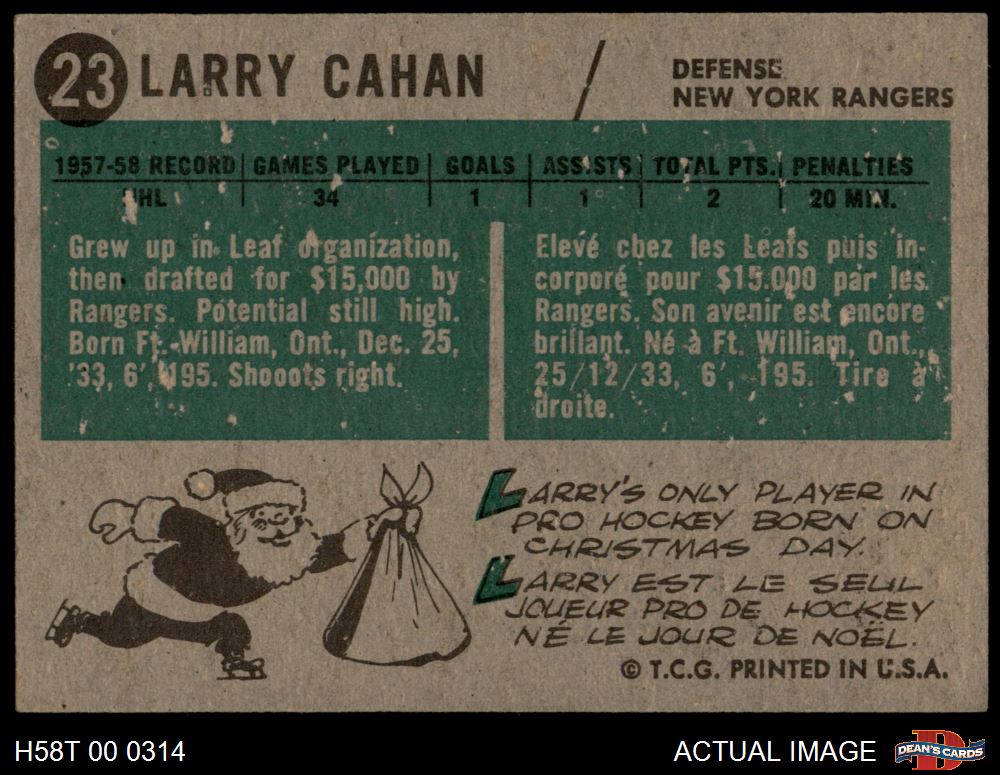 23 LARRY CAHAN
DEFENSE
NEW YORK RANGERS
1957-58 RECORD GAMES PLAYED GOALS ASSISTS TOTAL PTS. PENALTIES
NHL 34 1 1 2 20 MIN.
Grew up in Leaf organization,
then drafted for $15,000 by
Rangers. Potential still high.
Born Ft. William, Ont., Dec. 25,
'33, 6', 195. Shooots right.
Elevé chez les Leafs puis in-
corporé pour $15.000 par les
Rangers. Son avenir est encore
brillant. Né à Ft. William, Ont.,
25/12/33, 6', 195. Tire à
droite.
LARRY'S ONLY PLAYER IN
PRO HOCKEY BORN ON
CHRISTMAS DAY.
LARRY EST LE SEUL
JOUEUR PRO DE HOCKEY
NÉ LE JOUR DE NOËL.
© T.C.G. PRINTED IN U.S.A.
H58T 00 0314
ACTUAL IMAGE
D
DEAN'S CARDS